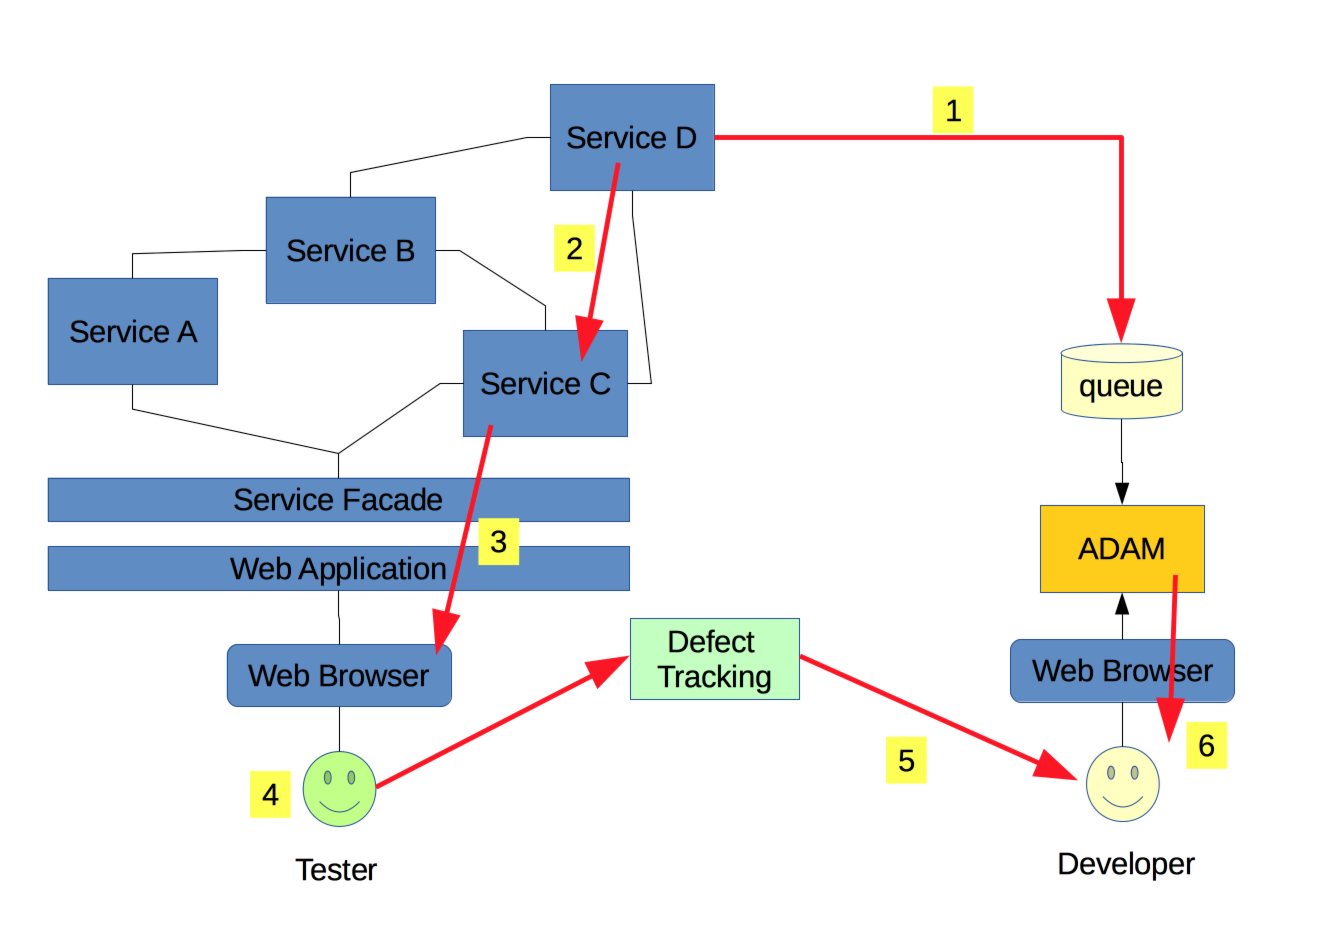 1
Service D
2
Service B
Service A
Service C
queue
Service Facade
3
ADAM
Web Application
Defect
Tracking
Web Browser
Web Browser
4
5
6
Tester
Developer